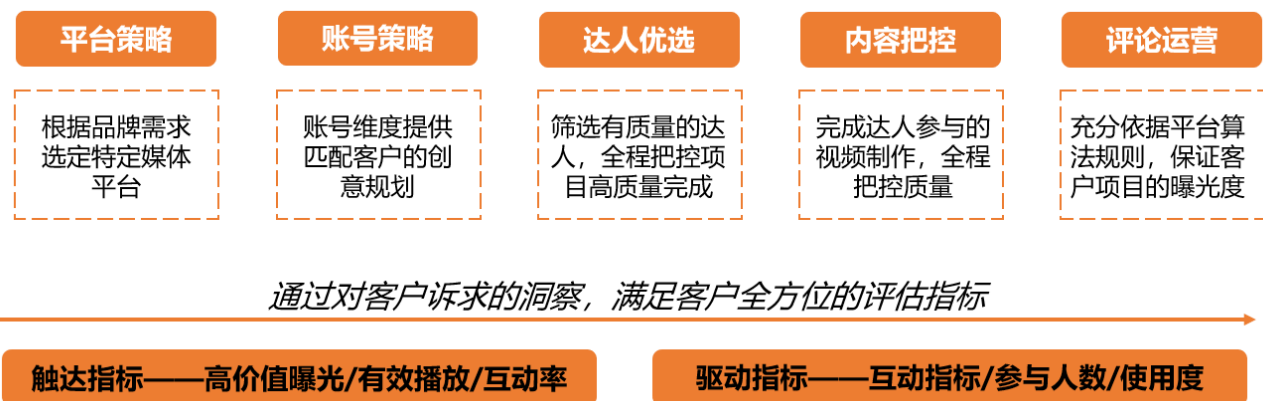 平台策略
账号策略
达人优选
内容把控
评论运营
根据品牌需求
选定特定媒体
平台
账号维度提供
匹配客户的创
意规划
筛选有质量的达
人，全程把控项
目高质量完成
完成达人参与的
视频制作，全程
把控质量
充分依据平台算
法规则，保证客
户项目的曝光度
通过对客户诉求的洞察，满足客户全方位的评估指标
触达指标——高价值曝光/有效播放/互动率
驱动指标——互动指标/参与人数/使用度